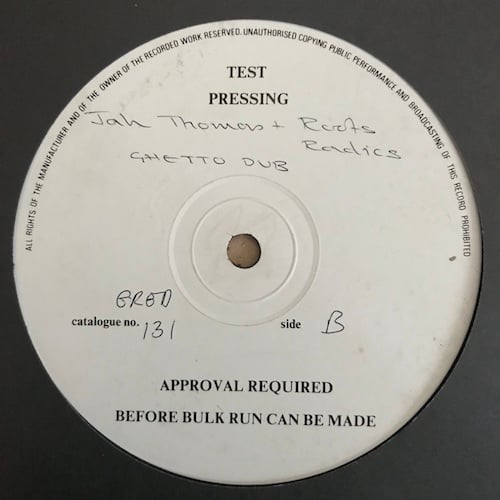 ALL RIGHTS OF THE MANUFACTURER AND OF THE OWNER OF THE RECORDED WORK RESERVED. UNAUTHORISED COPYING PUBLIC PERFORMANCE AND BROADCASTING OF THIS RECORD PROHIBITED
TEST
PRESSING
Jah Thomas + Roots
Radics
GHETTO DUB
GRED
catalogue no. 131 side B
APPROVAL REQUIRED
BEFORE BULK RUN CAN BE MADE